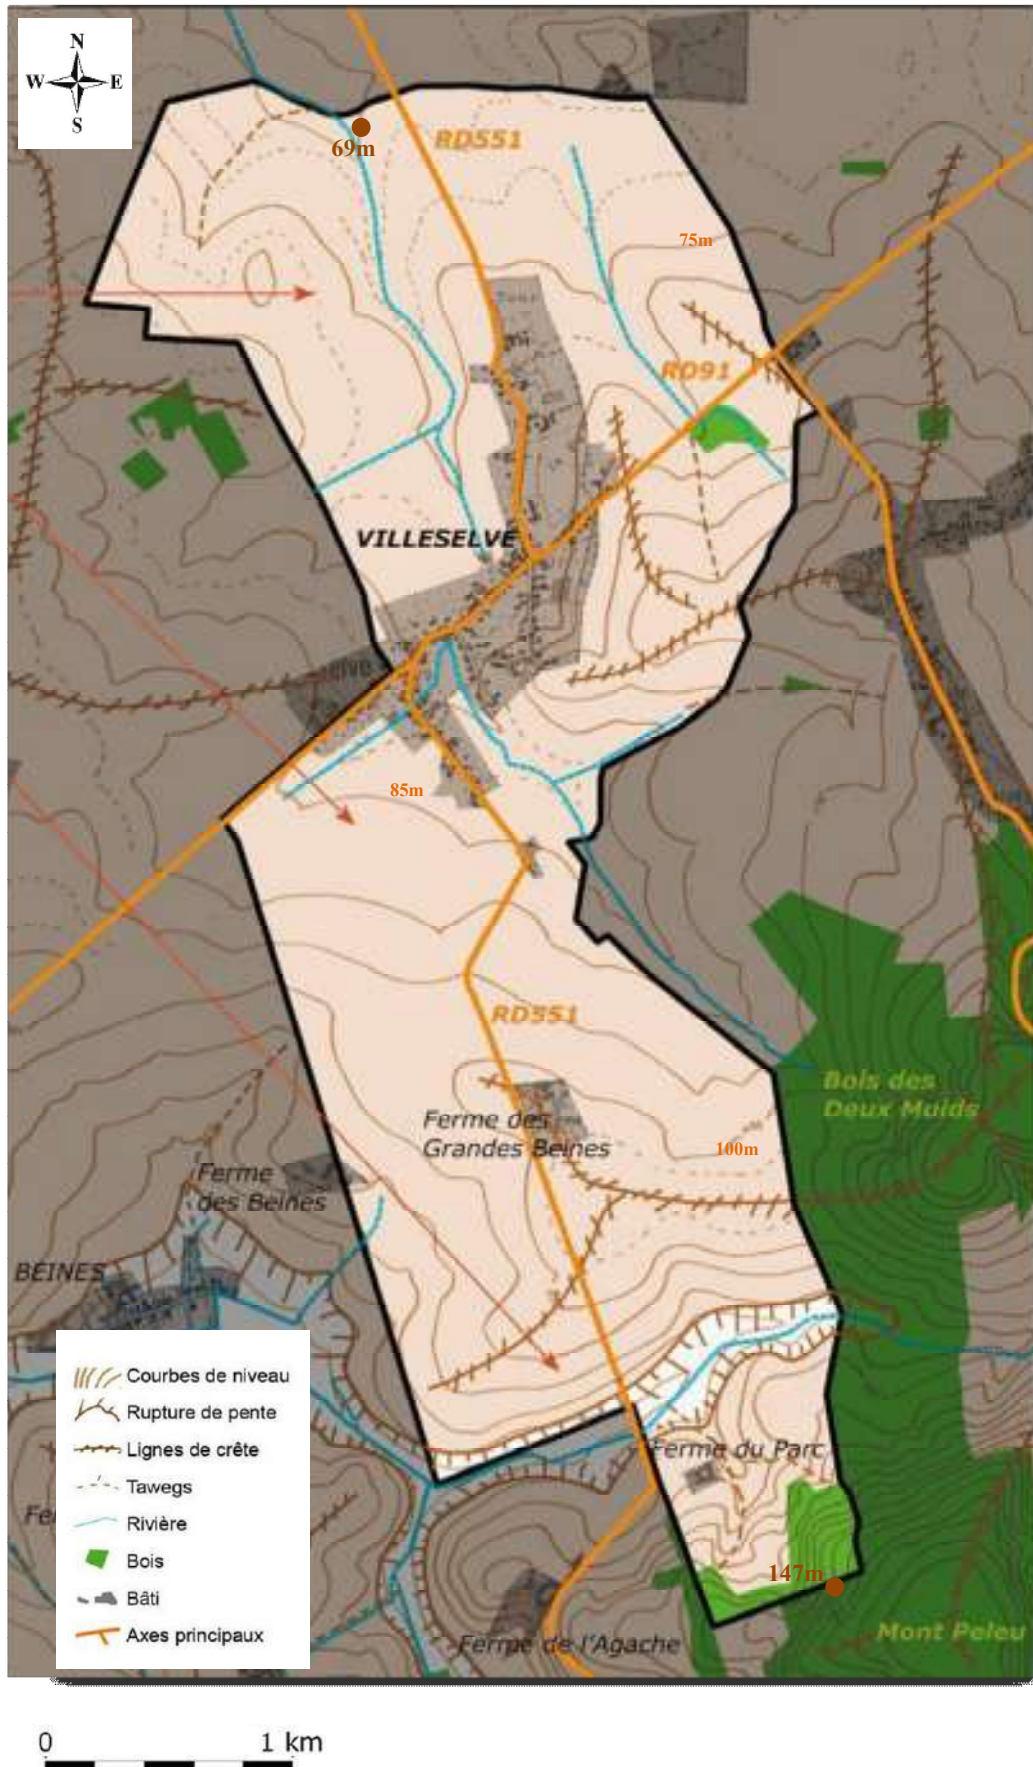 N
W E
S
69m
RD551
75m
RD91
VILLESELVE
85m
RD551
Bois des
Deux Muids
Ferme des
Grandes Beines
100m
Ferme
des Beines
BEINES
Courbes de niveau
Rupture de pente
Lignes de crête
Tawegs
Rivière
Bois
Bâti
Axes principaux
Ferme du Parc
147m
Mont Peleu
Ferme de l'Agache
0 1 km